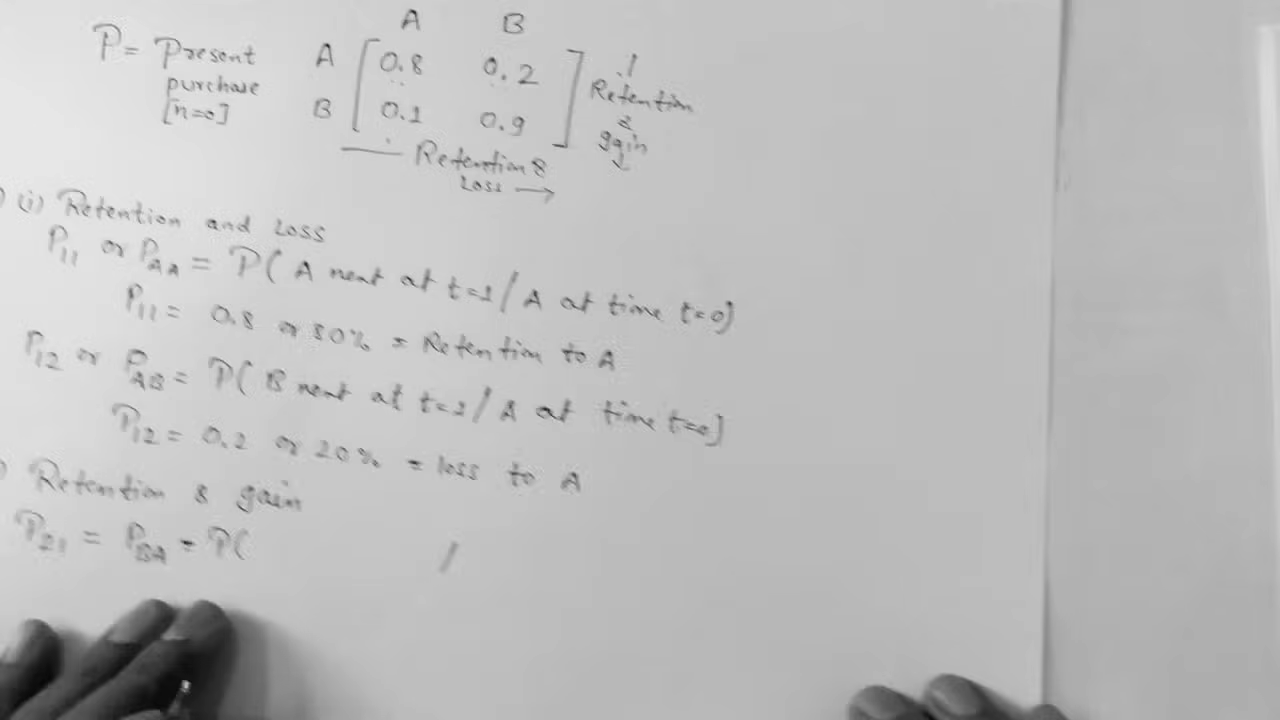 A B
P = Present A [ 0.8 0.2 ] Retention
purchase B [ 0.1 0.9 ] &
[n=0] gain
Retention &
Loss →
(i) Retention and Loss
P11 or PAA = P( A next at t=1 / A at time t=0]
P11 = 0.8 or 80% = Retention to A
P12 or PAB = P( B next at t=1 / A at time t=0]
P12 = 0.2 or 20% = loss to A
) Retention & gain
P21 = PBA = P( /